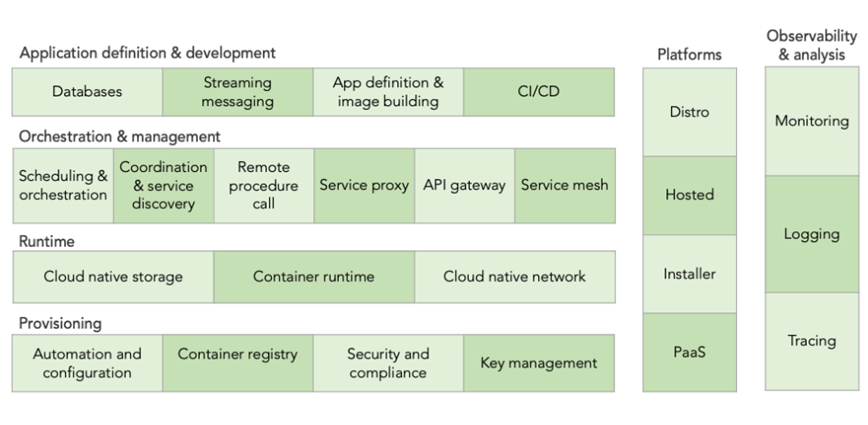 Application definition & development
Databases
Streaming
messaging
App definition &
image building
CI/CD
Orchestration & management
Scheduling &
orchestration
Coordination
& service
discovery
Remote
procedure
call
Service proxy
API gateway
Service mesh
Runtime
Cloud native storage
Container runtime
Cloud native network
Provisioning
Automation and
configuration
Container registry
Security and
compliance
Key management
Platforms
Distro
Hosted
Installer
PaaS
Observability
& analysis
Monitoring
Logging
Tracing